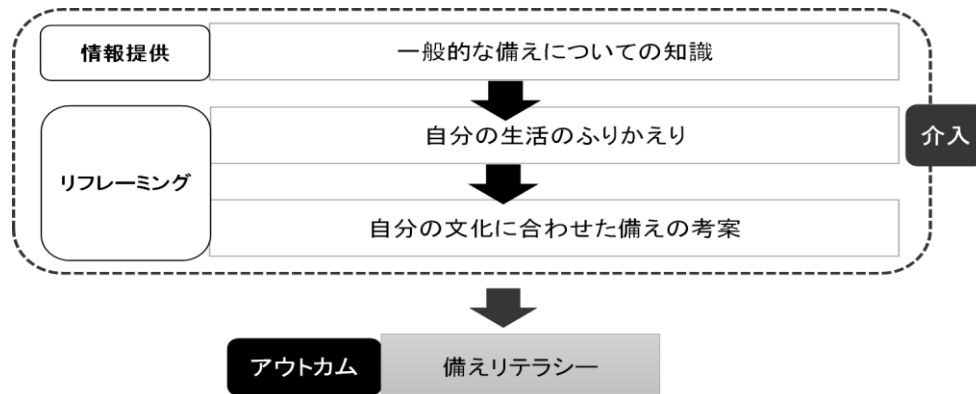 情報提供
一般的な備えについての知識
リフレーミング
自分の生活のふりかえり
自分の文化に合わせた備えの考案
介入
アウトカム
備えリテラシー